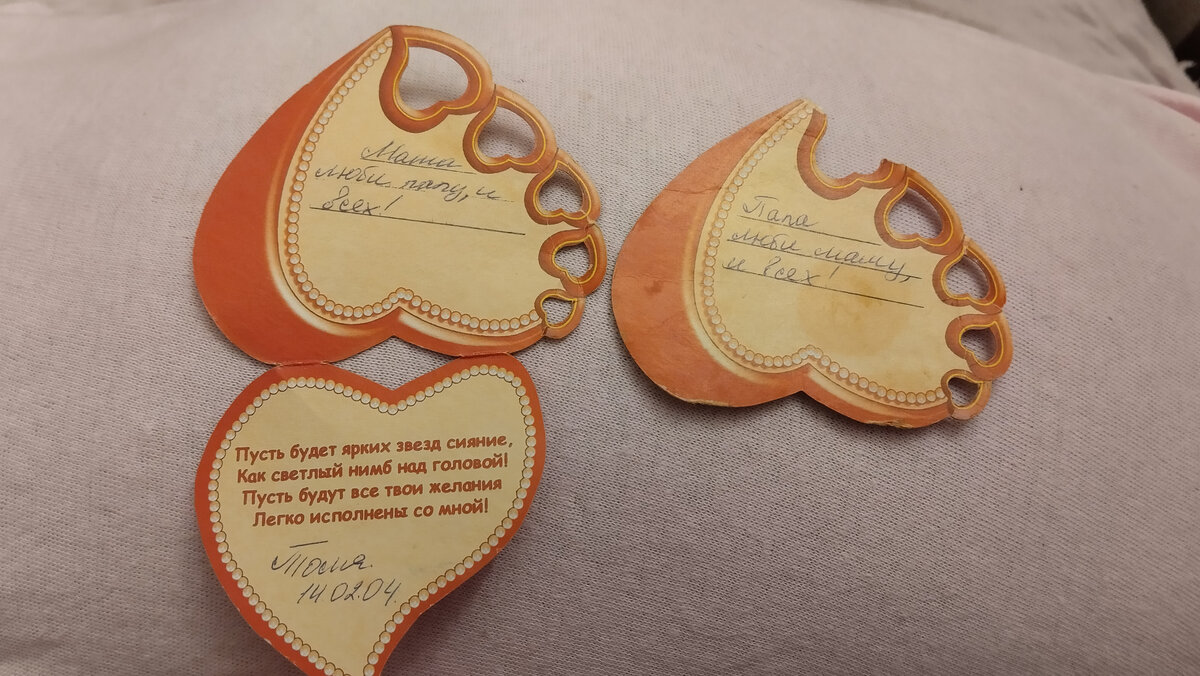 Мама
люби папу, и
всех!
Папа
люби маму,
и всех!
Пусть будет ярких звезд сияние,
Как светлый нимб над головой!
Пусть будут все твои желания
Легко исполнены со мной!
14.02.04.